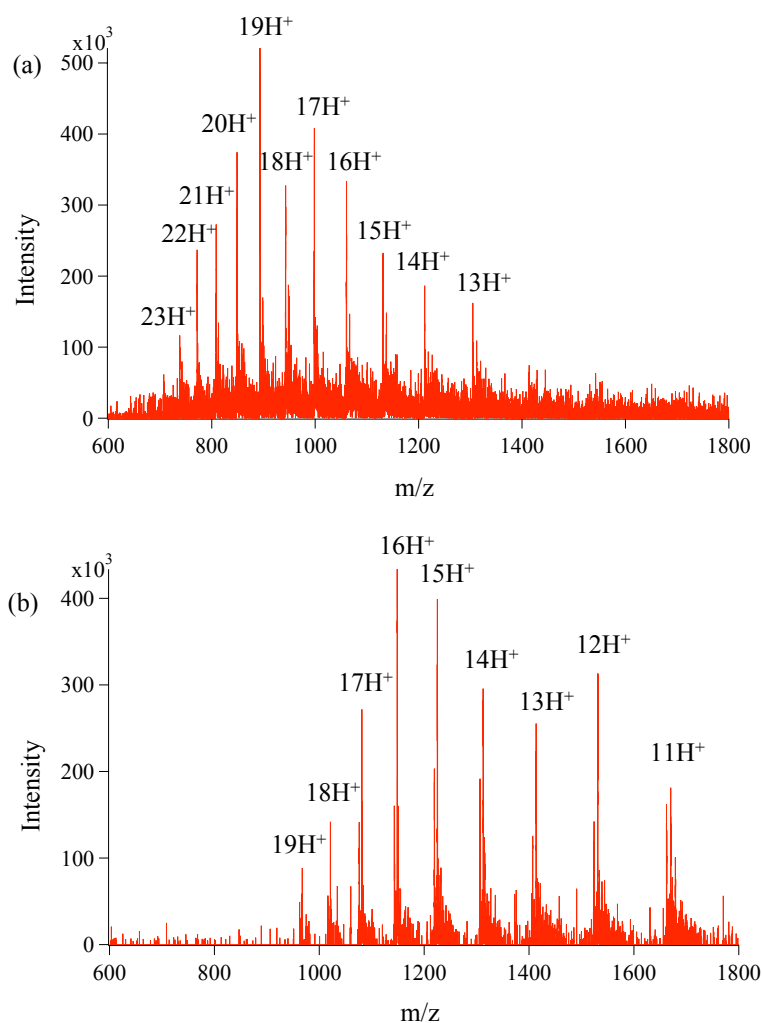 (a)
x10³
500
400
300
200
100
0
Intensity
19H⁺
20H⁺
17H⁺
18H⁺
16H⁺
21H⁺
22H⁺
15H⁺
14H⁺
13H⁺
23H⁺
600 800 1000 1200 1400 1600 1800
m/z
(b)
x10³
400
300
200
100
0
Intensity
16H⁺
15H⁺
17H⁺
14H⁺
12H⁺
13H⁺
11H⁺
18H⁺
19H⁺
600 800 1000 1200 1400 1600 1800
m/z